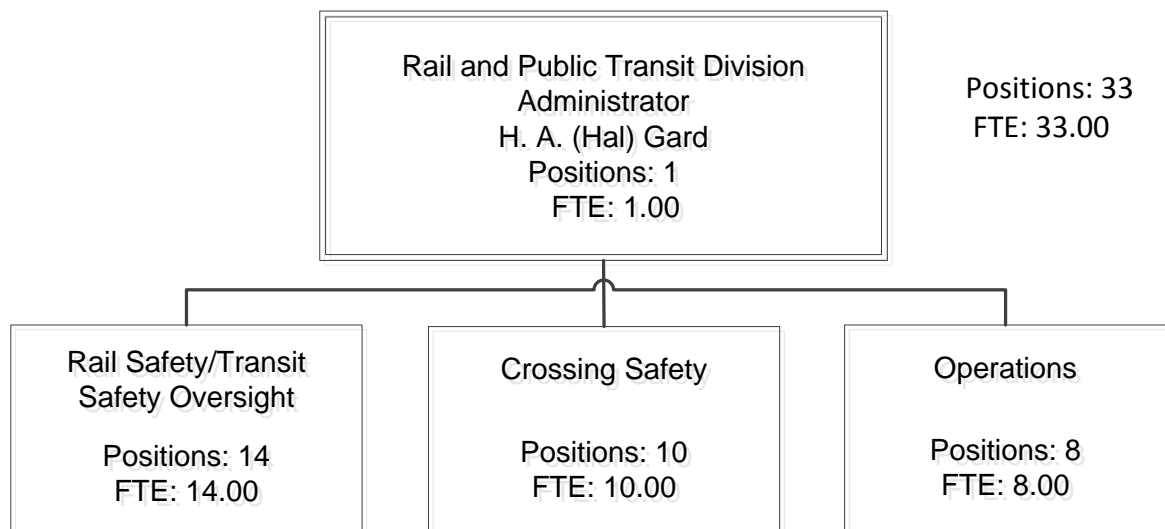 Rail and Public Transit Division
Administrator
H. A. (Hal) Gard
Positions: 1
FTE: 1.00
Positions: 33
FTE: 33.00
Rail Safety/Transit
Safety Oversight
Positions: 14
FTE: 14.00
Crossing Safety
Positions: 10
FTE: 10.00
Operations
Positions: 8
FTE: 8.00